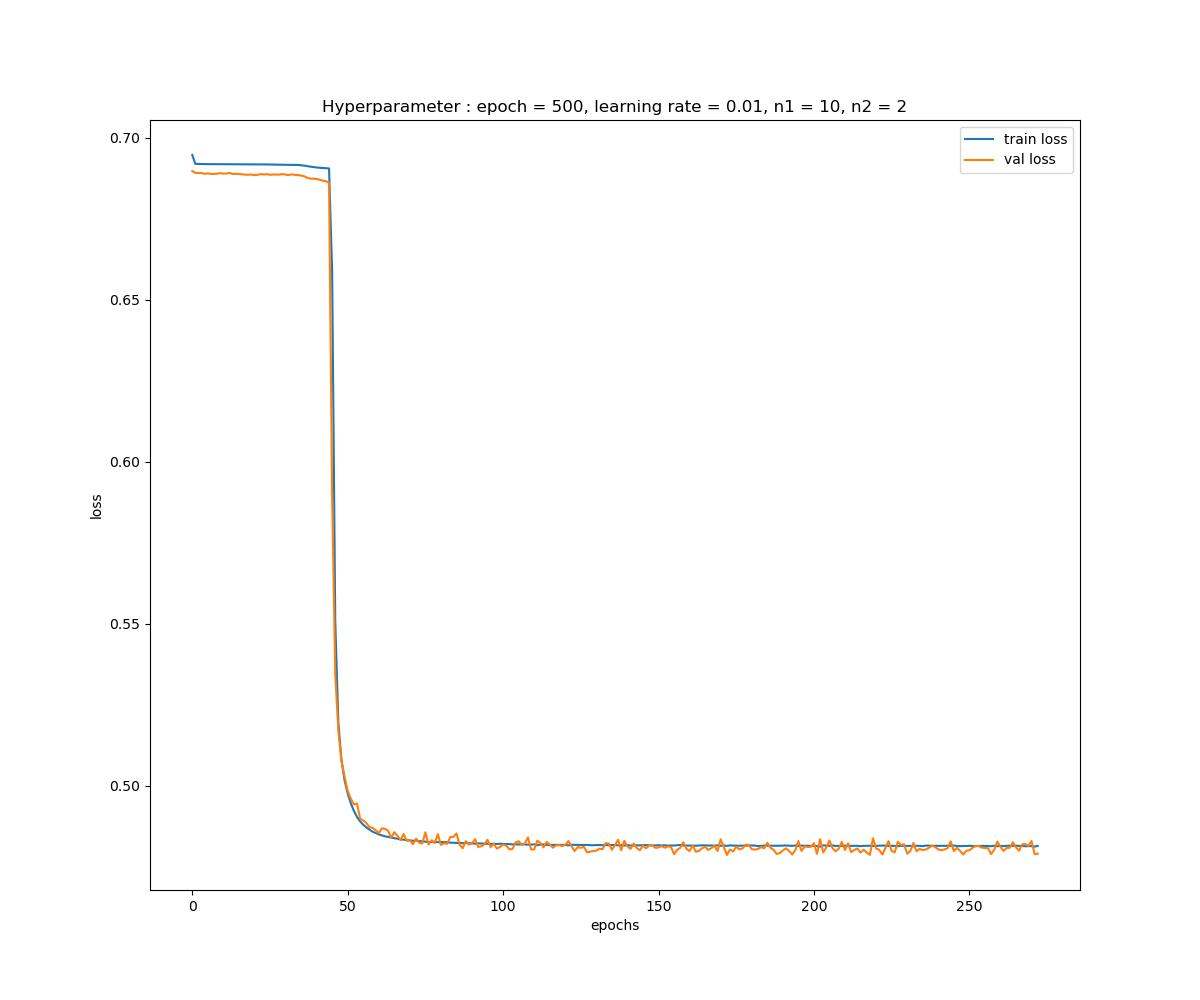 Hyperparameter : epoch = 500, learning rate = 0.01, n1 = 10, n2 = 2
train loss
val loss
0.70
0.65
0.60
0.55
0.50
loss
0
50
100
150
200
250
epochs